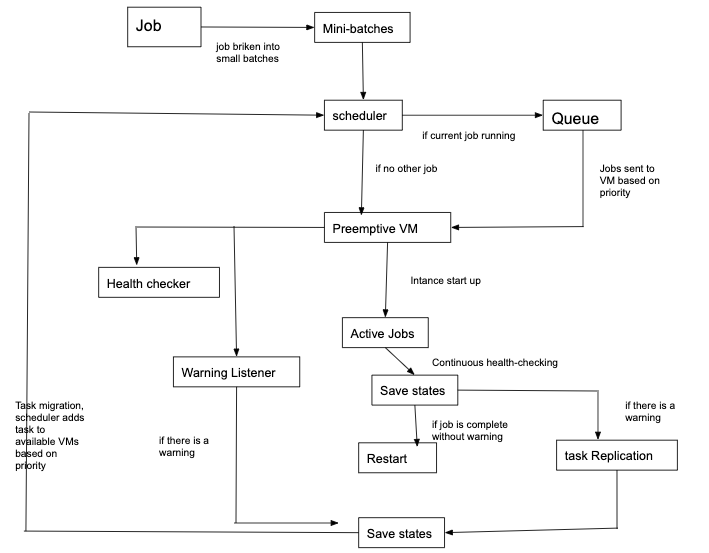 Job
Mini-batches
job briken into
small batches
scheduler
Queue
if current job running
if no other job
Jobs sent to
VM based on
priority
Preemptive VM
Health checker
Intance start up
Active Jobs
Warning Listener
Continuous health-checking
Save states
Task migration,
scheduler adds
task to
available VMs
based on
priority
if there is a
warning
if job is complete
without warning
if there is a
warning
Restart
task Replication
Save states